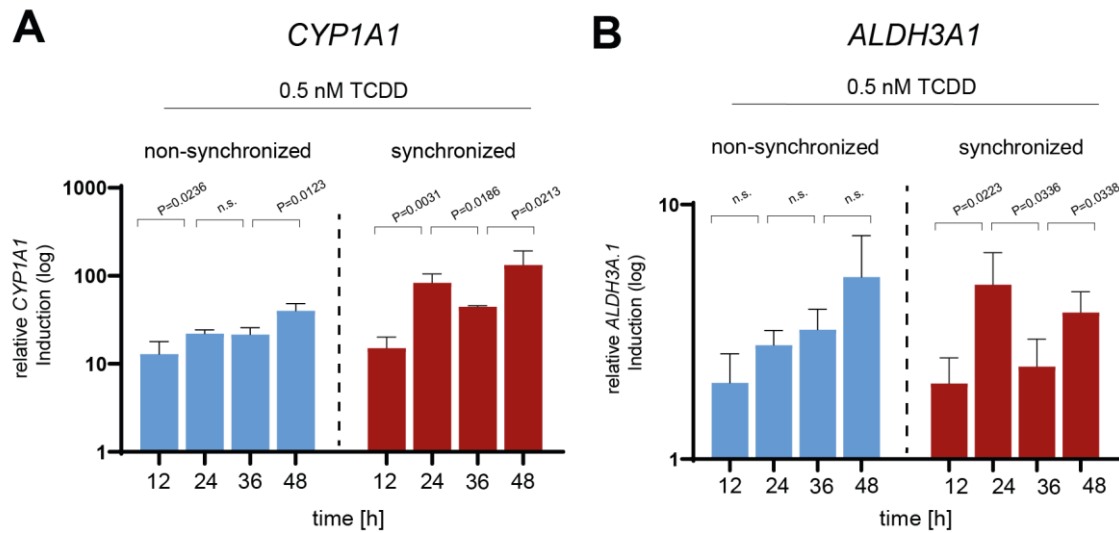 A
CYP1A1
0.5 nM TCDD
non-synchronized
synchronized
P=0.0236
n.s.
P=0.0123
P=0.0031
P=0.0186
P=0.0213
relative CYP1A1
Induction (log)
1000
100
10
1
12 24 36 48 12 24 36 48
time [h]
B
ALDH3A1
0.5 nM TCDD
non-synchronized
synchronized
n.s.
n.s.
n.s.
P=0.0223
P=0.0336
P=0.0338
relative ALDH3A.1
Induction (log)
10
1
12 24 36 48 12 24 36 48
time [h]